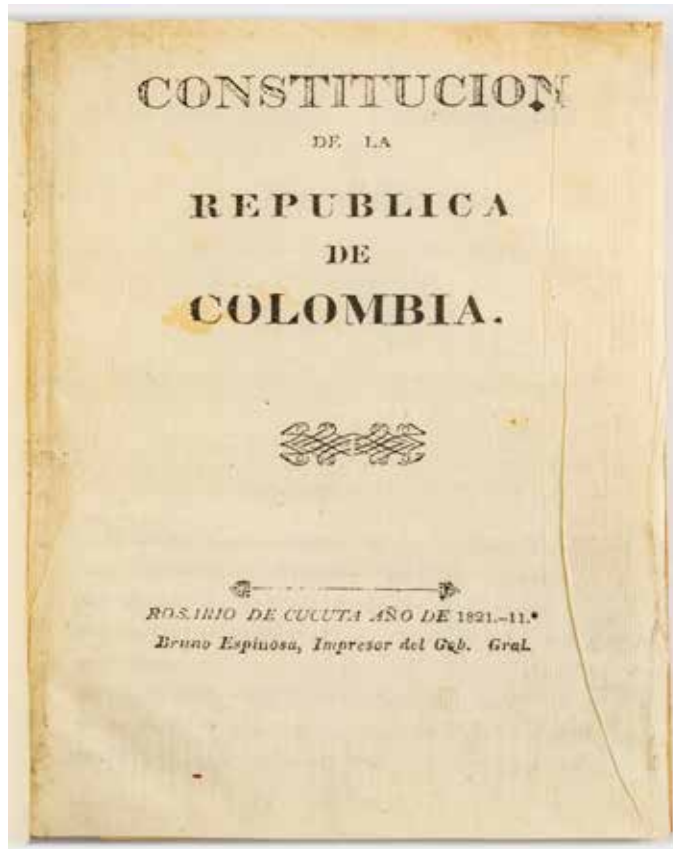 CONSTITUCION
DE LA
REPUBLICA
DE
COLOMBIA.
ROSARIO DE CUCUTA AÑO DE 1821.–11.º
Bruno Espinosa, Impresor del Gob. Gral.